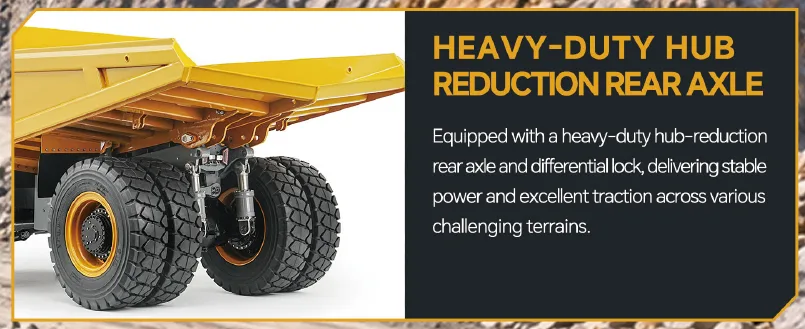 HEAVY-DUTY HUB
REDUCTION REAR AXLE
Equipped with a heavy-duty hub-reduction
rear axle and differential lock, delivering stable
power and excellent traction across various
challenging terrains.